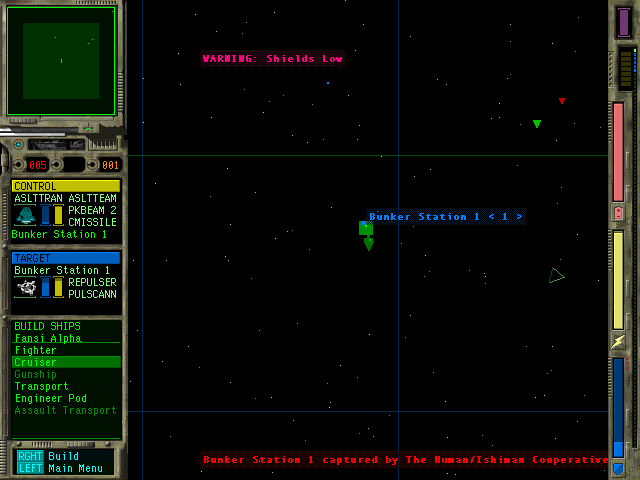 WARNING: Shields Low
005 001
CONTROL
ASLTTRAN ASLTTEAM
PKBEAM 2
CMISSILE
Bunker Station 1
Bunker Station 1 < 1 >
TARGET
Bunker Station 1
REPULSER
PULSCANN
BUILD SHIPS
Fansi Alpha
Fighter
Cruiser
Gunship
Transport
Engineer Pod
Assault Transport
RGHT Build
LEFT Main Menu
Bunker Station 1 captured by The Human/Ishiman Cooperative